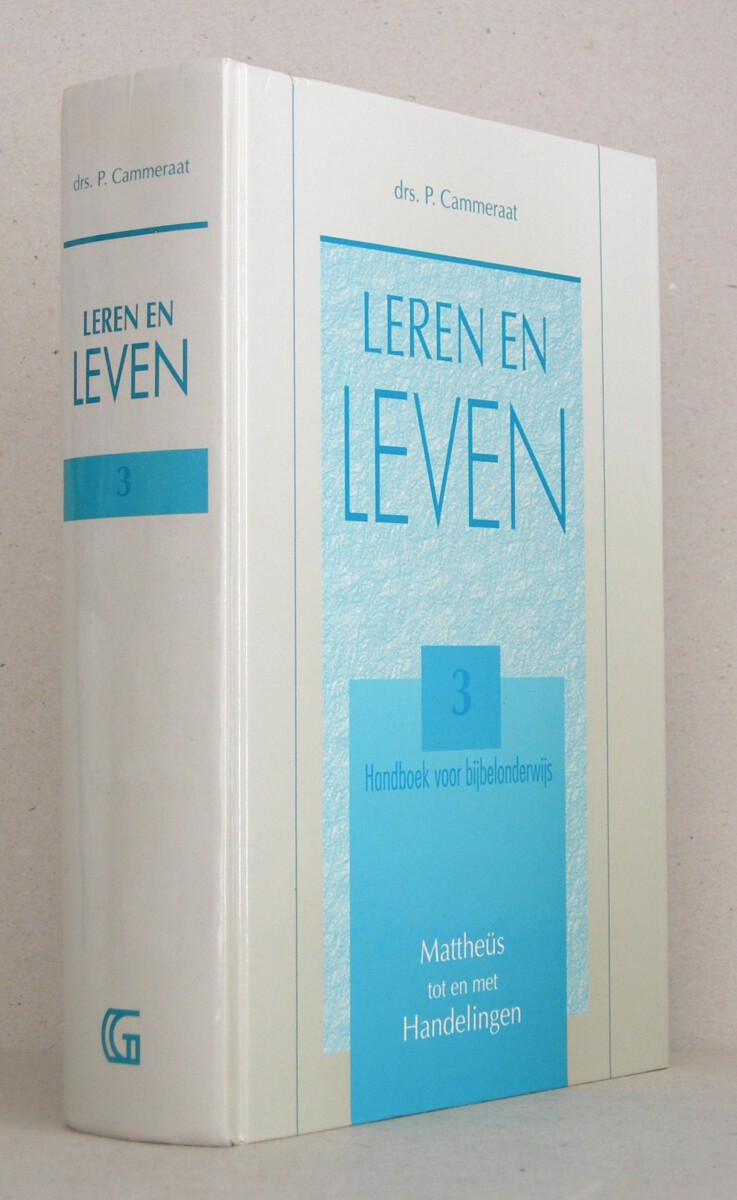 drs. P. Cammeraat
LEREN EN
LEVEN
3
drs. P. Cammeraat
LEREN EN
LEVEN
3
Handboek voor bijbelonderwijs
Mattheüs
tot en met
Handelingen